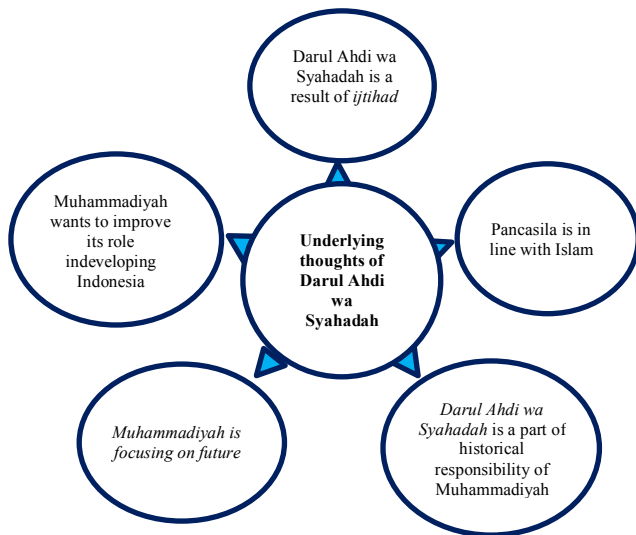 Darul Ahdi wa
Syahadah is a
result of ijtihad
Muhammadiyah
wants to improve
its role
indeveloping
Indonesia
Underlying
thoughts of
Darul Ahdi
wa
Syahadah
Pancasila is in
line with Islam
Muhammadiyah is
focusing on future
Darul Ahdi wa
Syahadah is a part of
historical
responsibility of
Muhammadiyah